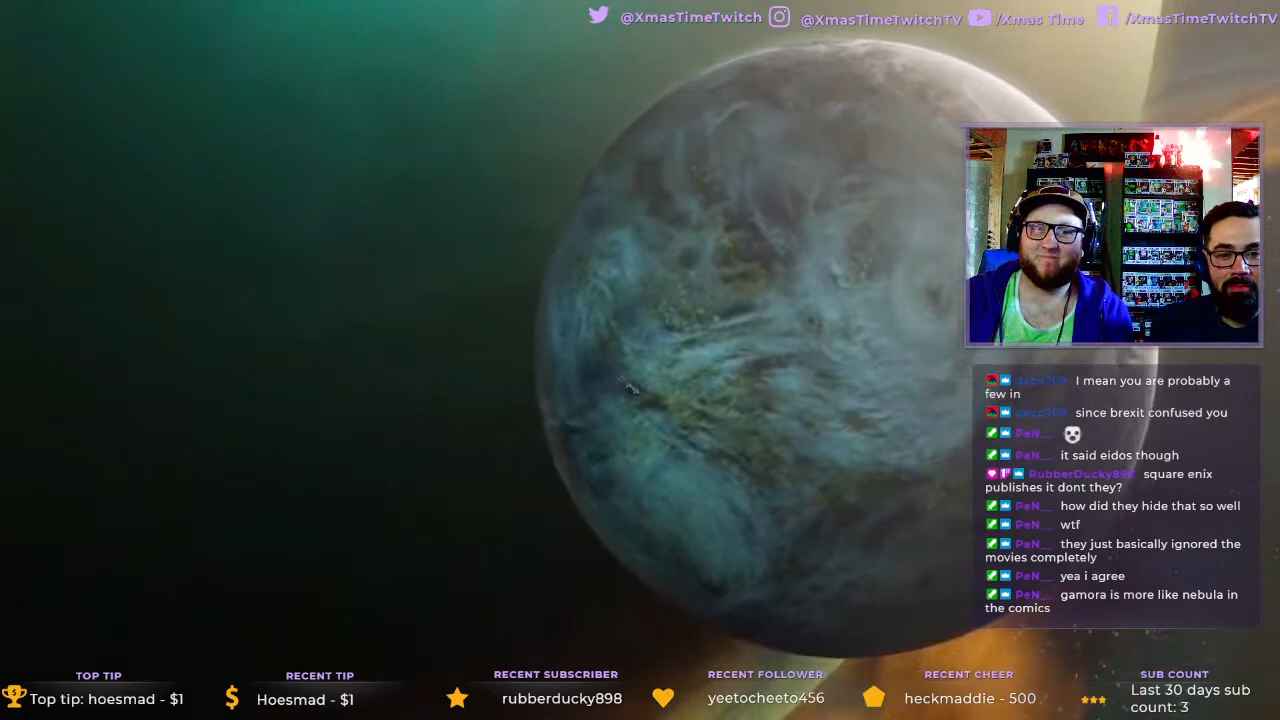 @XmasTimeTwitch @XmasTimeTwitchTV /Xmas Time /XmasTimeTwitchTV
I mean you are probably a
few in
since brexit confused you
PeN__
PeN__ it said eidos though
RubberDucky898 square enix
publishes it dont they?
PeN__ how did they hide that so well
PeN__ wtf
PeN__ they just basically ignored the
movies completely
PeN__ yea i agree
PeN__ gamora is more like nebula in
the comics
TOP TIP RECENT TIP RECENT SUBSCRIBER RECENT FOLLOWER RECENT CHEER SUB COUNT
Top tip: hoesmad - $1 Hoesmad - $1 rubberducky898 yeetocheeto456 heckmaddie - 500 Last 30 days sub
count: 3